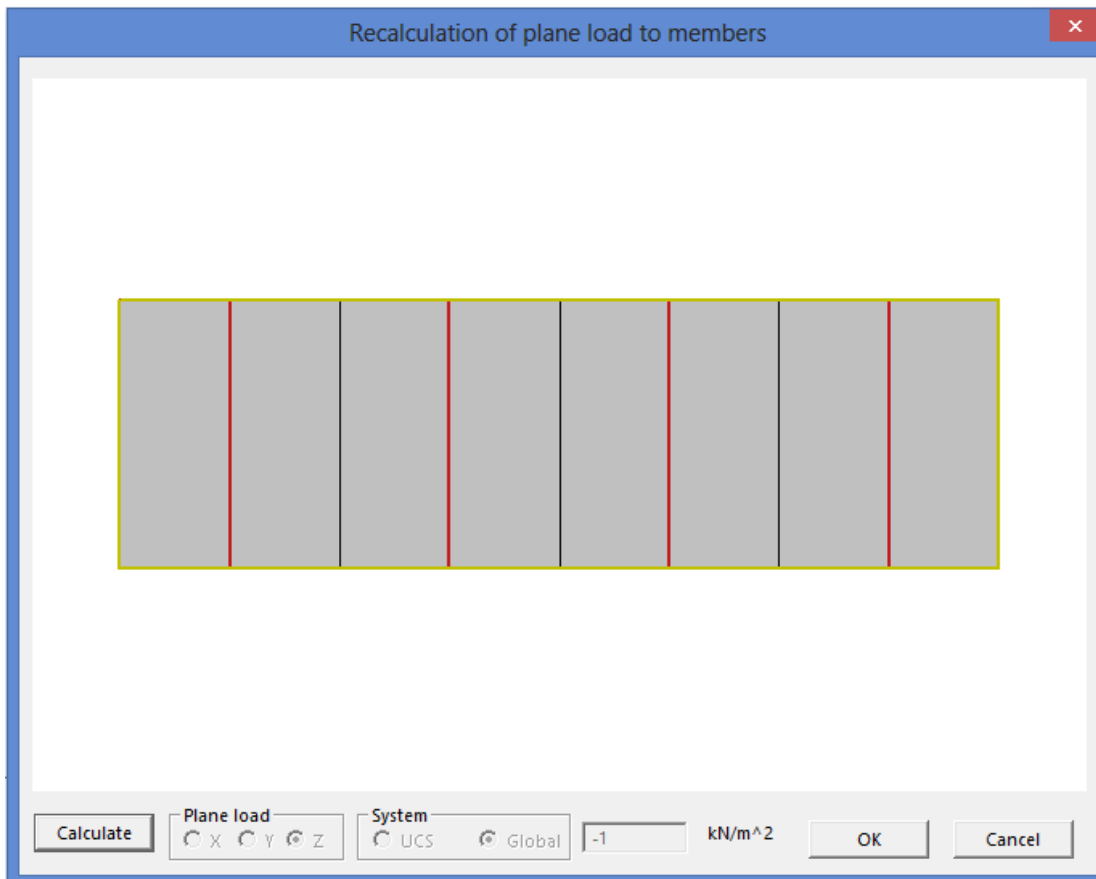 Recalculation of plane load to members
Calculate
Plane load
X Y Z
System
UCS Global
-1
kN/m^2
OK
Cancel